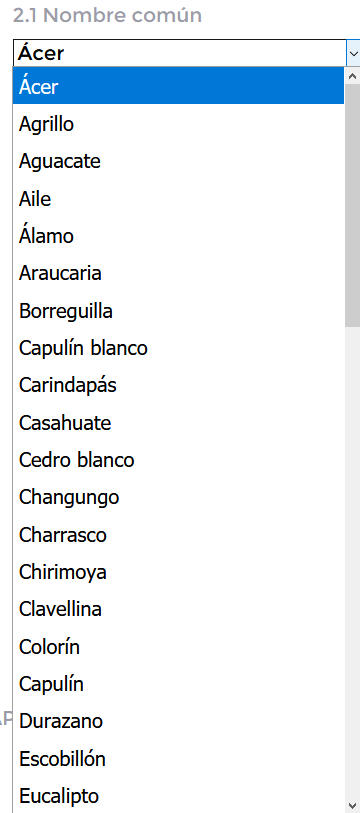 2.1 Nombre común
Ácer
Ácer
Agrillo
Aguacate
Aile
Álamo
Araucaria
Borreguilla
Capulín blanco
Carindapás
Casahuate
Cedro blanco
Changungo
Charrasco
Chirimoya
Clavellina
Colorín
Capulín
Durazano
Escobillón
Eucalipto